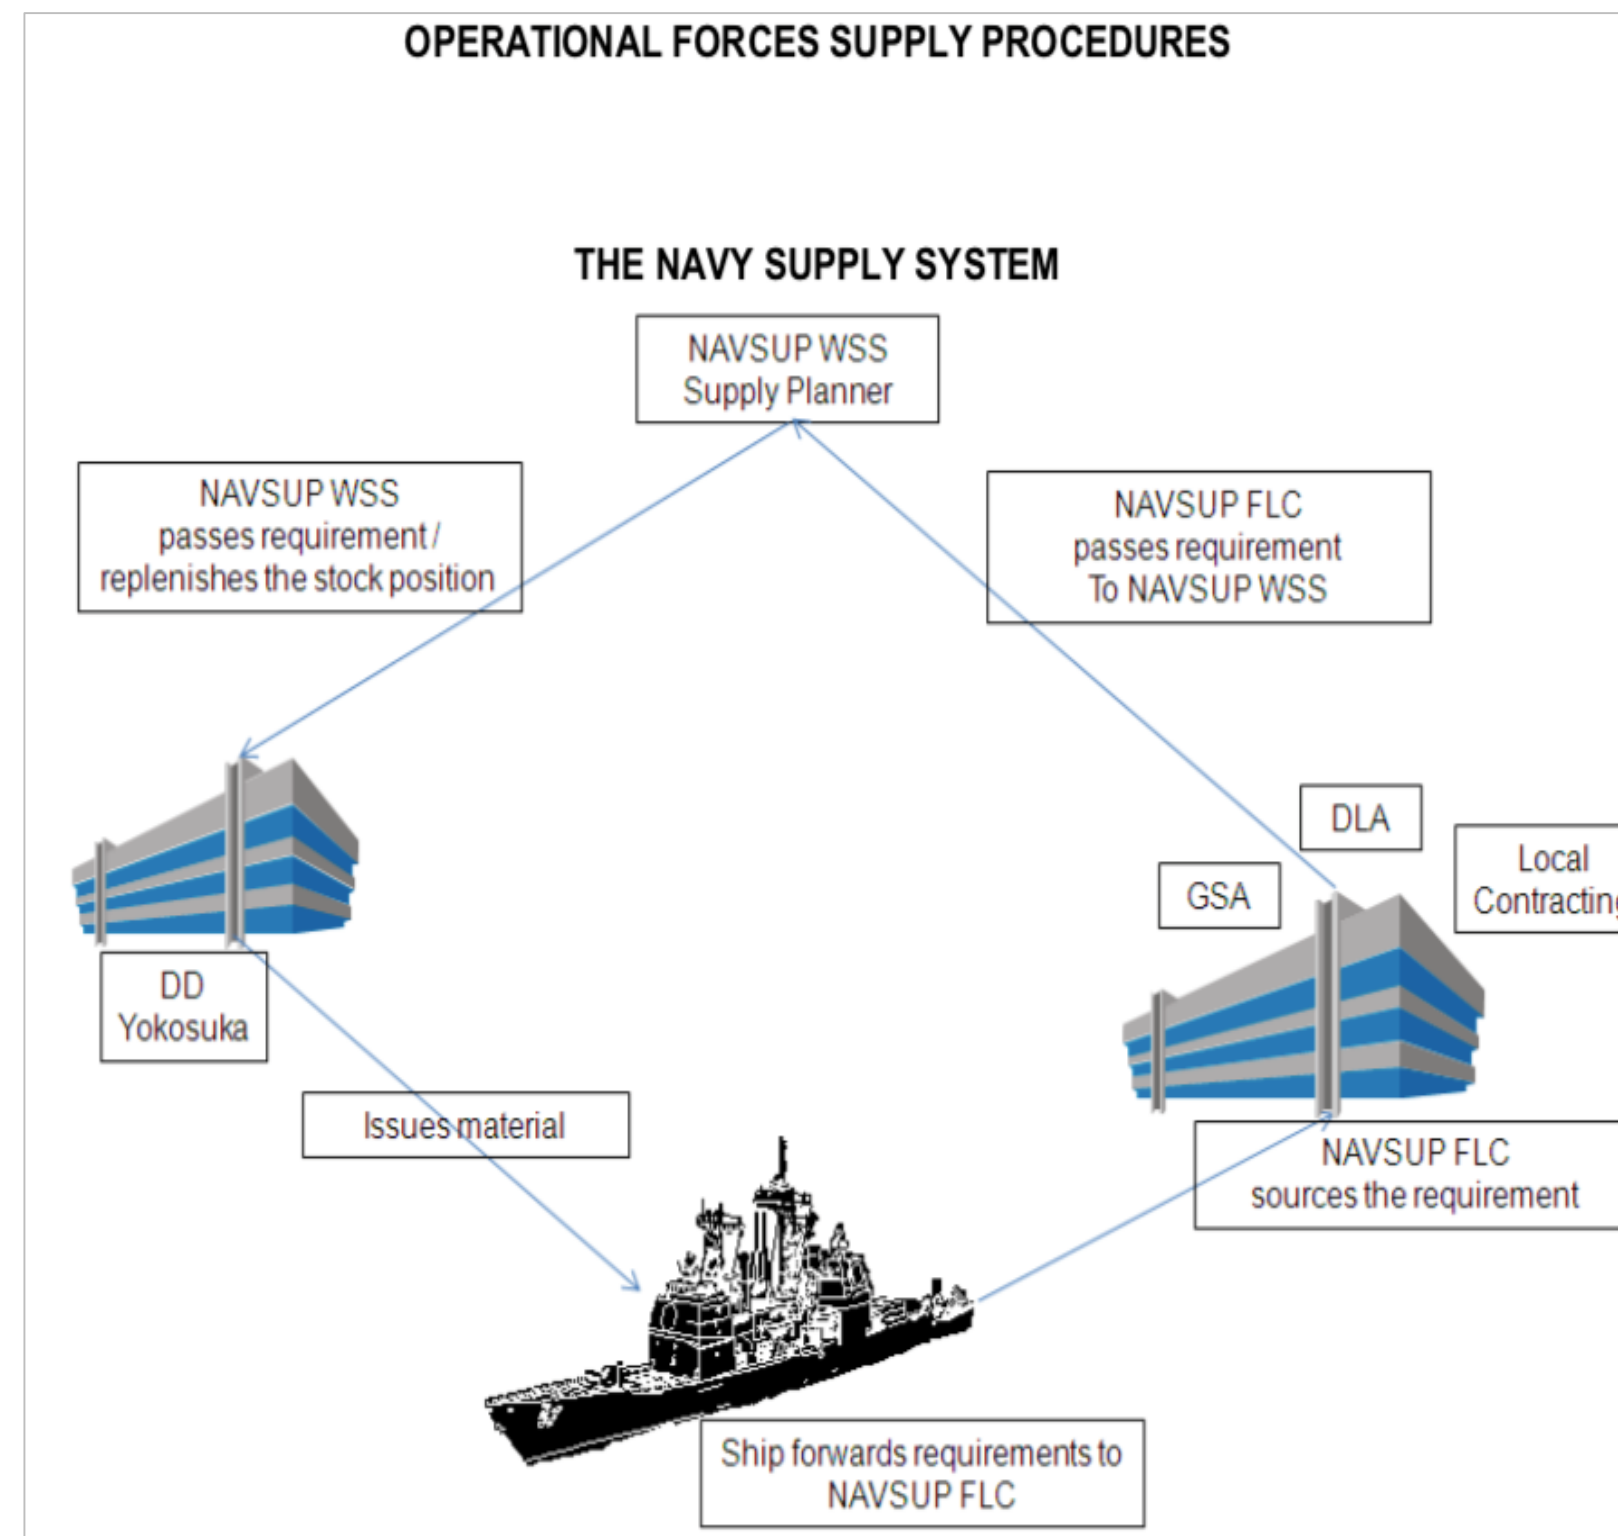 OPERATIONAL FORCES SUPPLY PROCEDURES
THE NAVY SUPPLY SYSTEM
NAVSUP WSS
Supply Planner
NAVSUP WSS
passes requirement /
replenishes the stock position
NAVSUP FLC
passes requirement
To NAVSUP WSS
DLA
Local
Contracting
GSA
DD
Yokosuka
Issues material
NAVSUP FLC
sources the requirement
Ship forwards requirements to
NAVSUP FLC